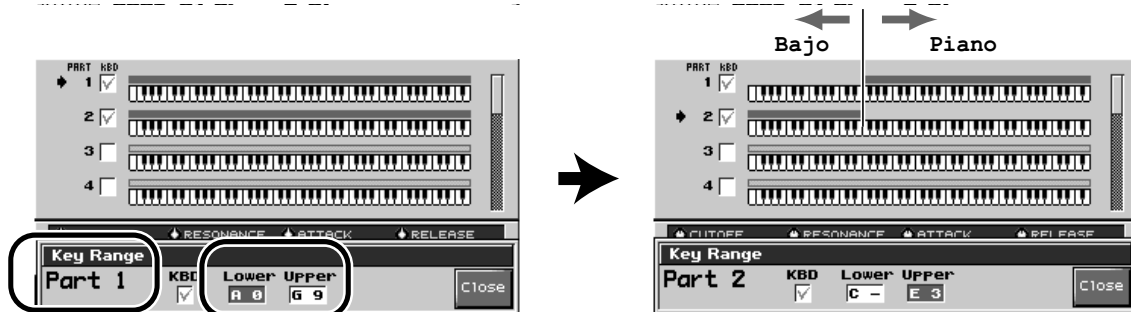 PART KBD
1
2
3
4
RESONANCE ATTACK RELEASE
Key Range
Part 1 KBD Lower Upper
A 0 G 9
Close
Bajo Piano
PART KBD
1
2
3
4
CUTOFF RESONANCE ATTACK RELEASE
Key Range
Part 2 KBD Lower Upper
C - E 3
Close